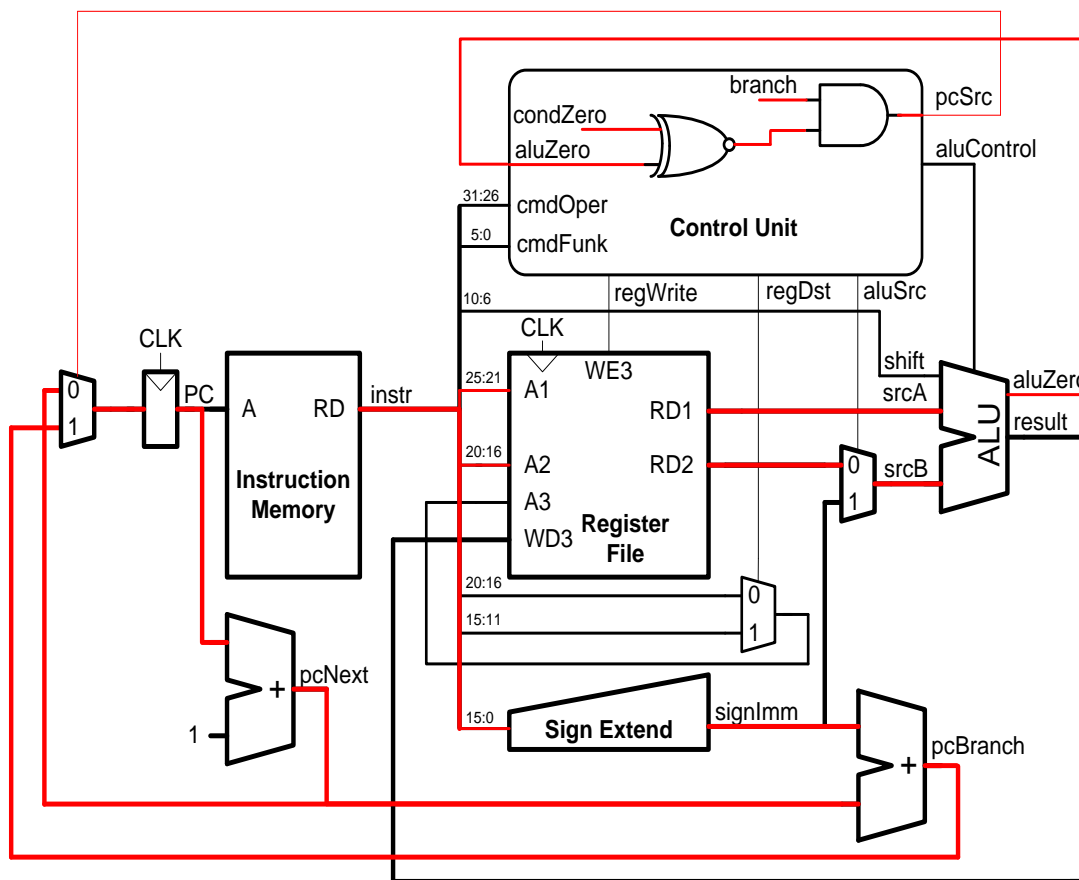 branch
pcSrc
condZero
aluZero
aluControl
31:26
cmdOper
Control Unit
5:0
cmdFunk
regWrite
regDst
aluSrc
10:6
CLK
CLK
shift
WE3
PC
instr
25:21
A1
RD1
srcA
aluZero
0
1
A
RD
result
ALU
20:16
A2
RD2
0
srcB
Instruction
Memory
A3
1
WD3
Register
File
20:16
0
15:11
1
pcNext
+
1
15:0
Sign Extend
signImm
pcBranch
+